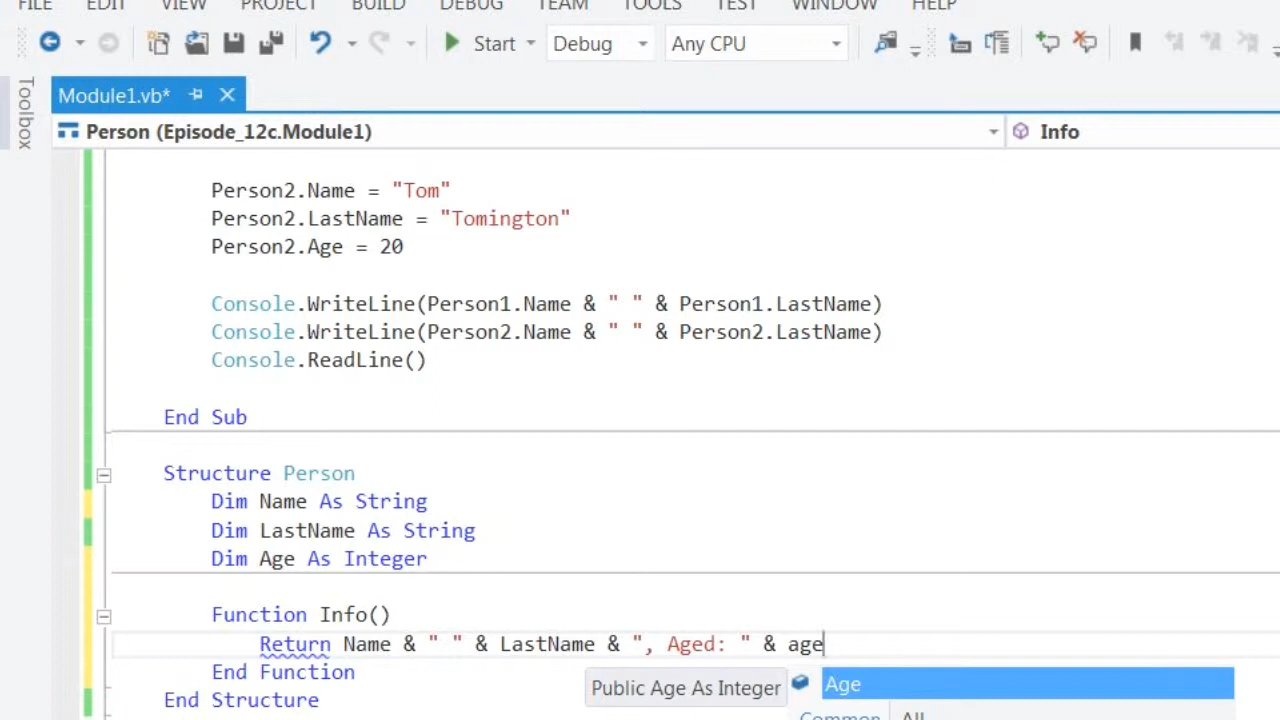 FILE EDIT VIEW PROJECT BUILD DEBUG TEAM TOOLS TEST WINDOW HELP
Start Debug Any CPU
Toolbox
Module1.vb*
Person (Episode_12c.Module1) Info
Person2.Name = "Tom"
Person2.LastName = "Tomington"
Person2.Age = 20
Console.WriteLine(Person1.Name & " " & Person1.LastName)
Console.WriteLine(Person2.Name & " " & Person2.LastName)
Console.ReadLine()
End Sub
Structure Person
Dim Name As String
Dim LastName As String
Dim Age As Integer
Function Info()
Return Name & " " & LastName & ", Aged: " & age
End Function
Public Age As Integer Age
End Structure
Common All